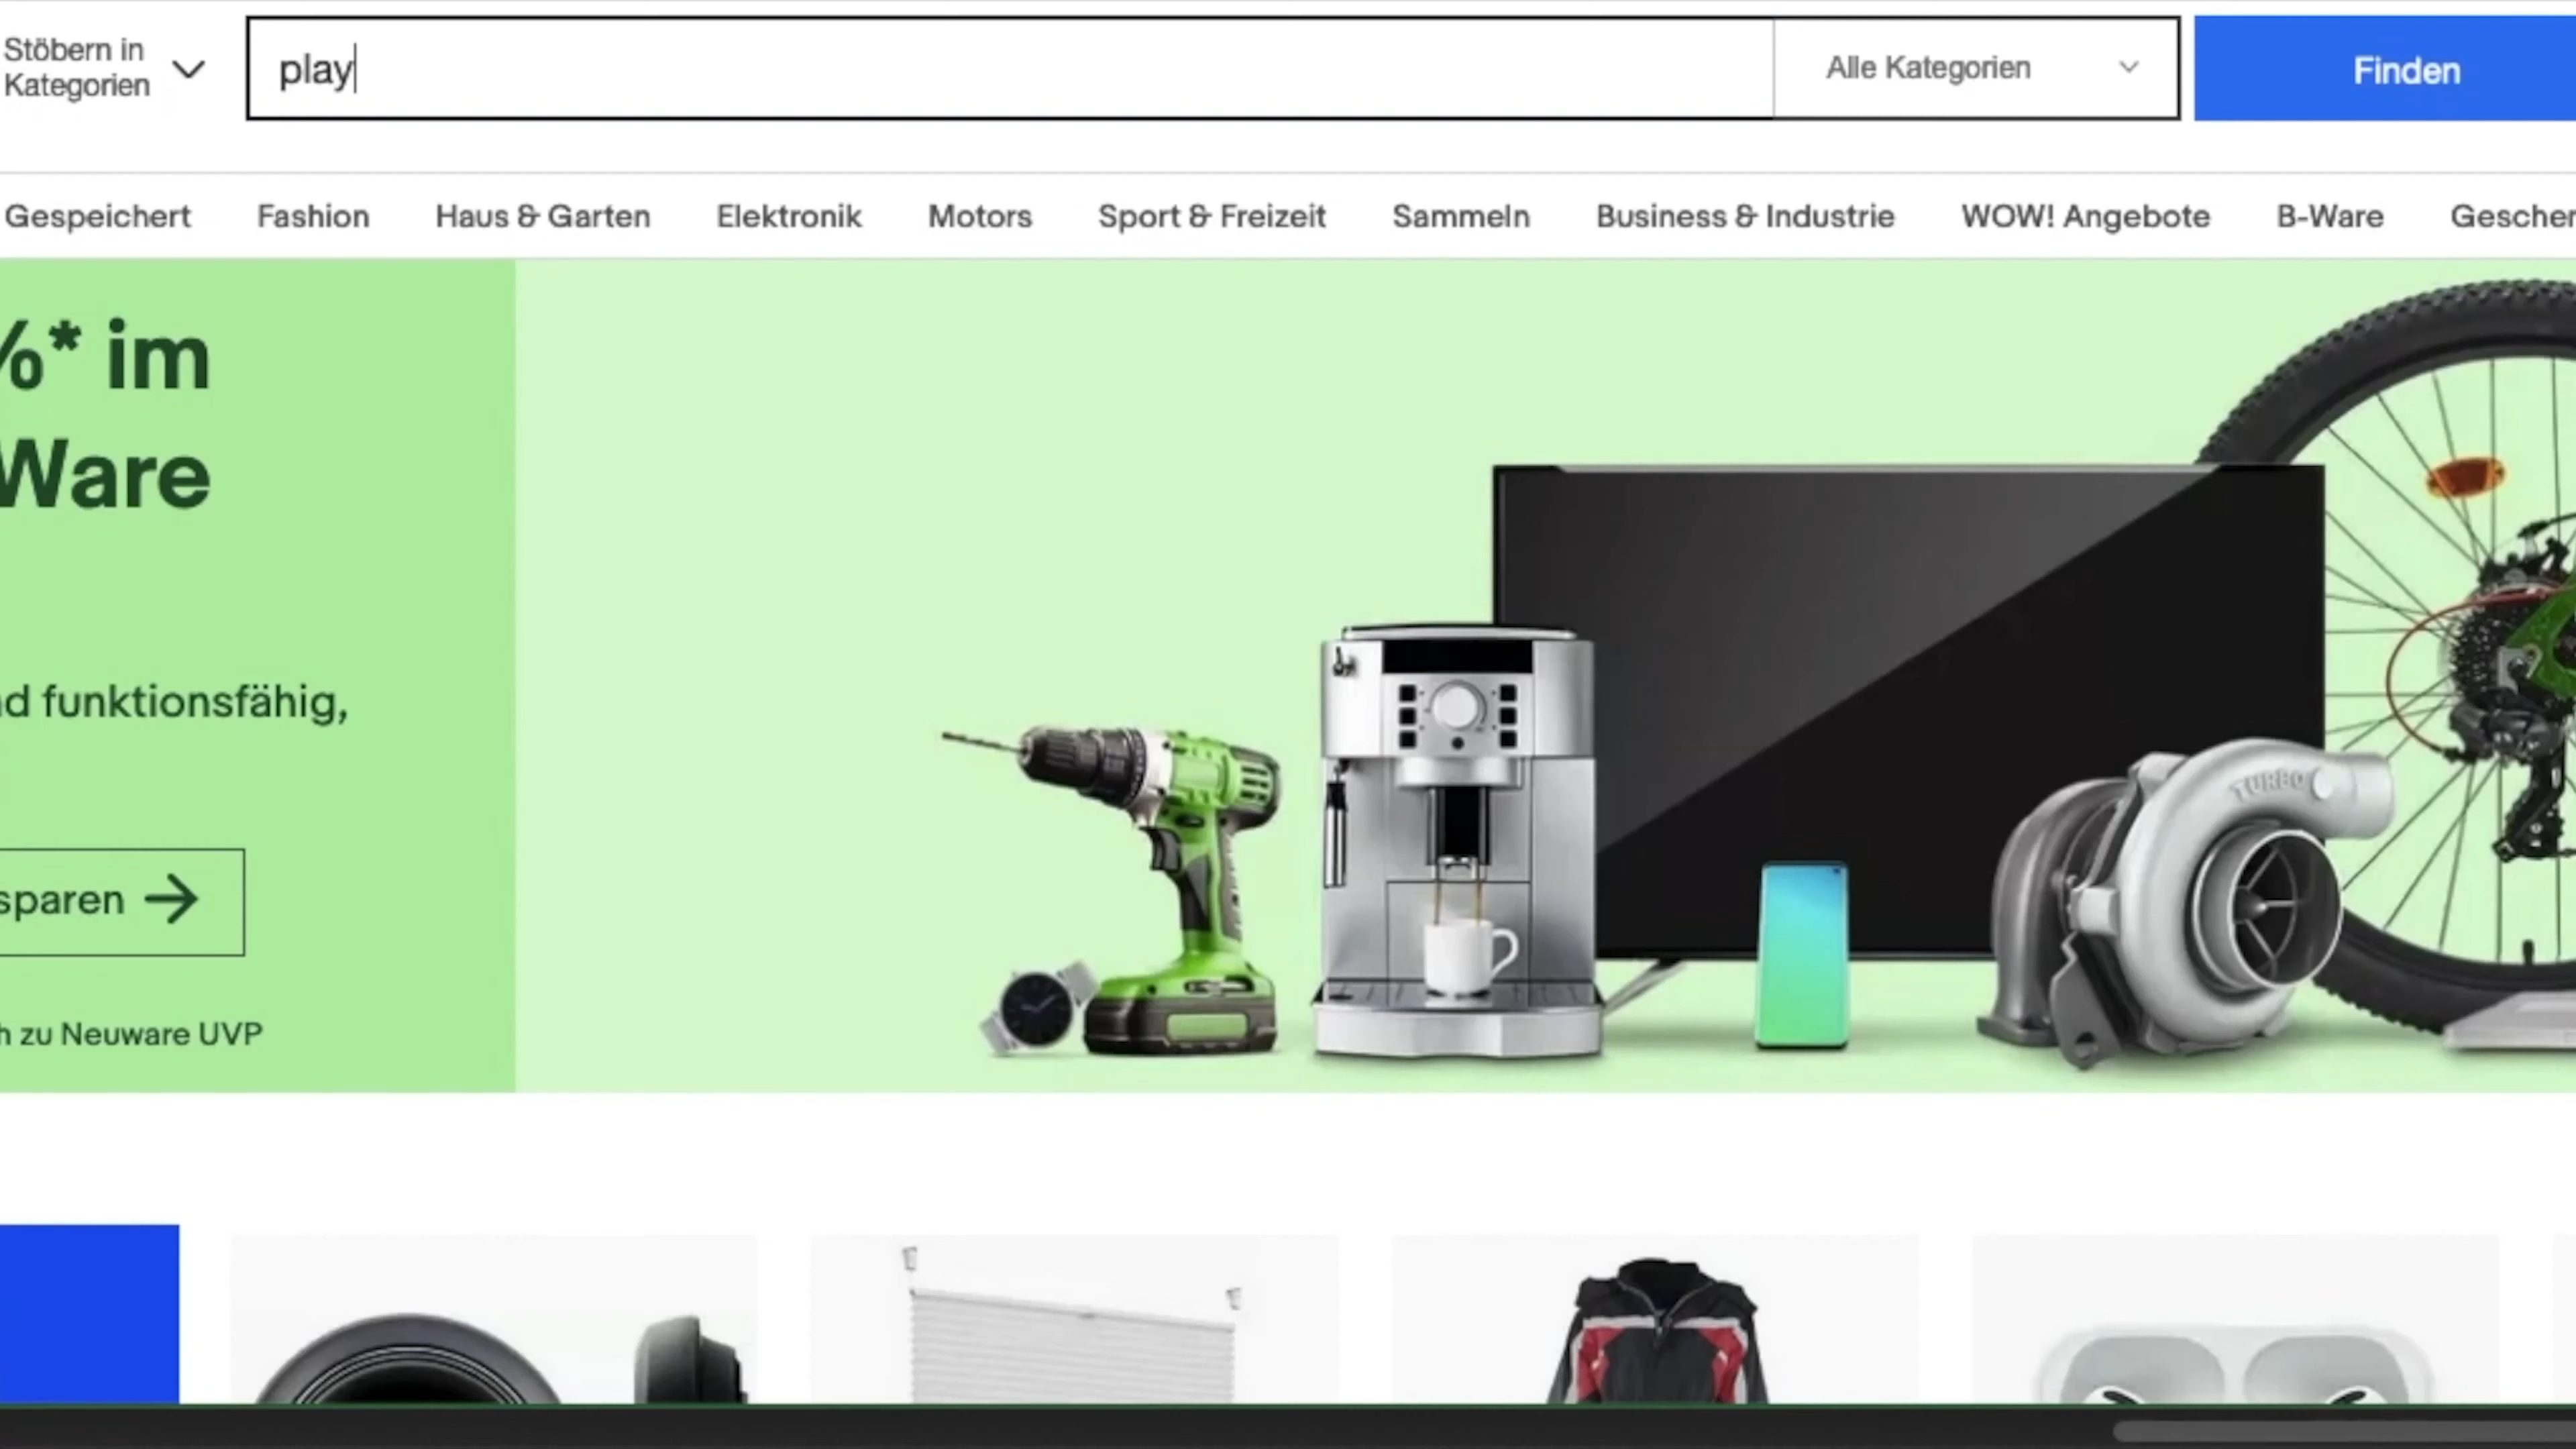 Stöbern in
Kategorien
play
Alle Kategorien
Finden
Gespeichert
Fashion
Haus & Garten
Elektronik
Motors
Sport & Freizeit
Sammeln
Business & Industrie
WOW! Angebote
B-Ware
%* im
Ware
funktionsfähig,
sparen
zu Neuware UVP
TURBO